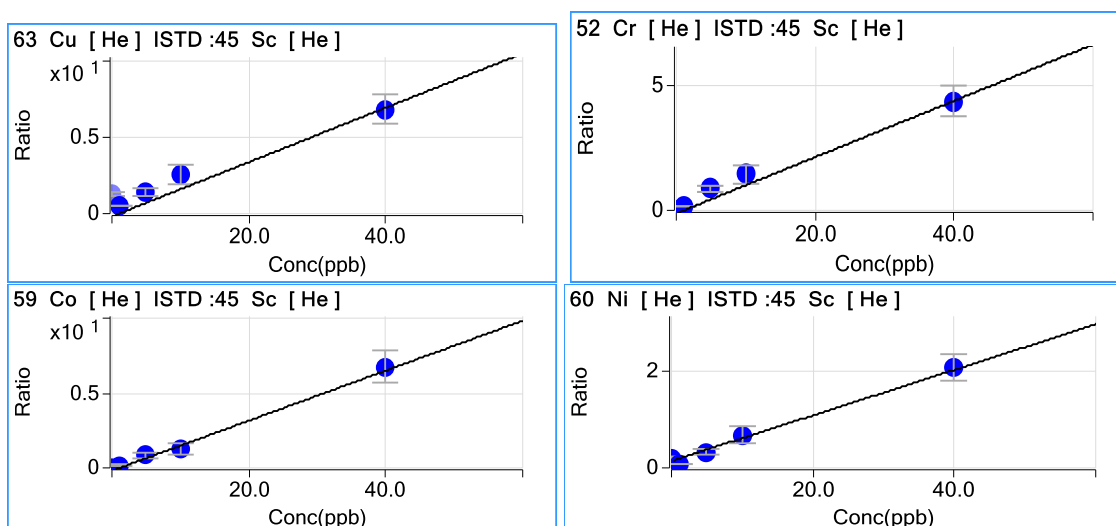 63 Cu [ He ] ISTD :45 Sc [ He ]
x10 1
Ratio
0.5
0
20.0
40.0
Conc(ppb)
52 Cr [ He ] ISTD :45 Sc [ He ]
Ratio
5
0
20.0
40.0
Conc(ppb)
59 Co [ He ] ISTD :45 Sc [ He ]
x10 1
Ratio
0.5
0
20.0
40.0
Conc(ppb)
60 Ni [ He ] ISTD :45 Sc [ He ]
Ratio
2
0
20.0
40.0
Conc(ppb)